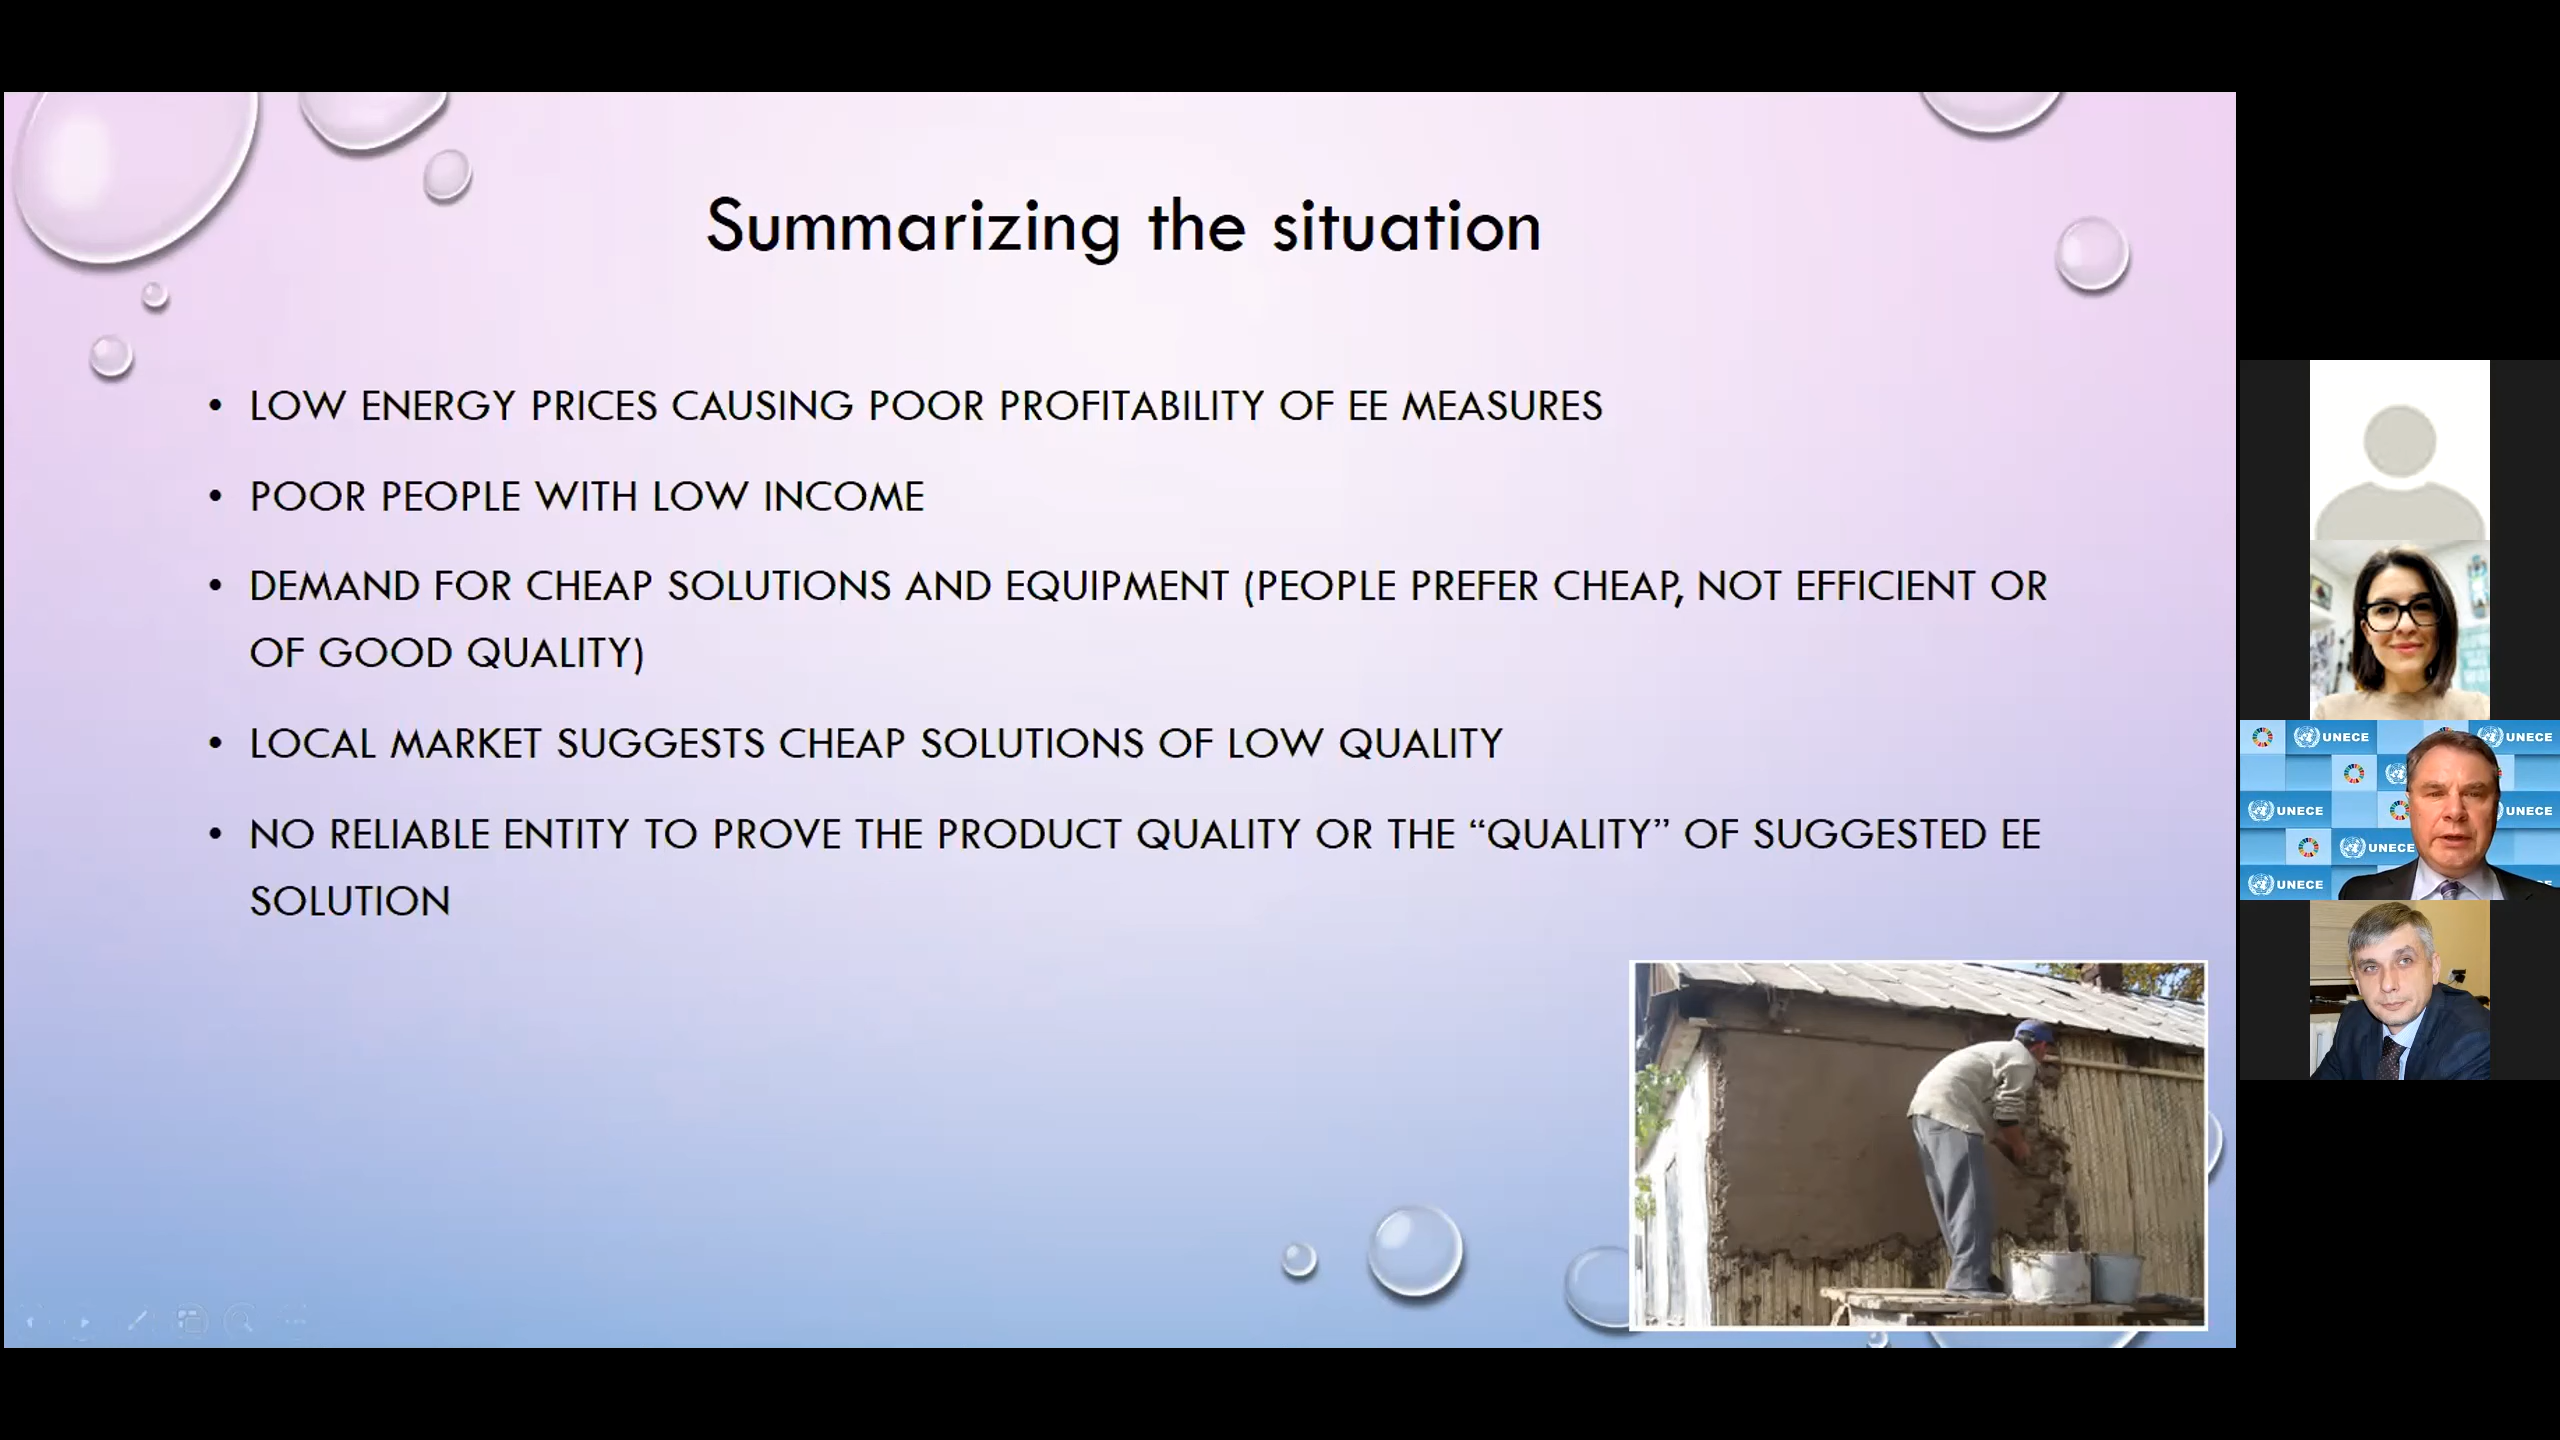 Summarizing the situation
• LOW ENERGY PRICES CAUSING POOR PROFITABILITY OF EE MEASURES
• POOR PEOPLE WITH LOW INCOME
• DEMAND FOR CHEAP SOLUTIONS AND EQUIPMENT (PEOPLE PREFER CHEAP, NOT EFFICIENT OR
OF GOOD QUALITY)
• LOCAL MARKET SUGGESTS CHEAP SOLUTIONS OF LOW QUALITY
• NO RELIABLE ENTITY TO PROVE THE PRODUCT QUALITY OR THE “QUALITY” OF SUGGESTED EE
SOLUTION
UNECE UNECE
UNECE UNECE
UNECE
UNECE